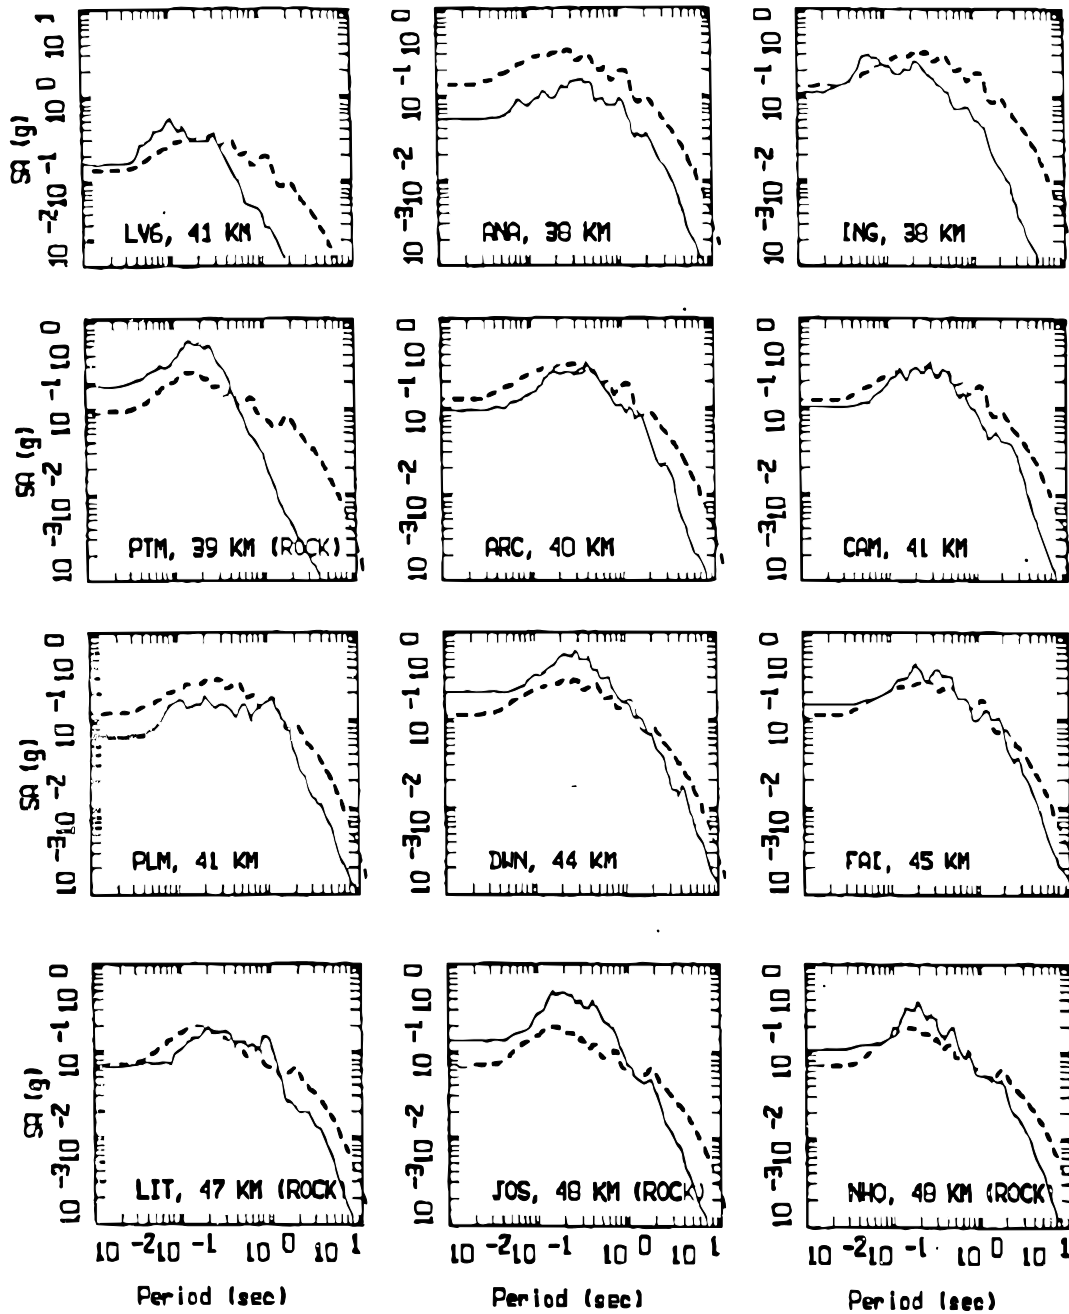 SA (g)
10 -2 10 -1 10 0 10 1
LV6, 41 KM
10 -3 10 -2 10 -1 10 0
ANA, 38 KM
10 -3 10 -2 10 -1 10 0
ING, 38 KM
SA (g)
10 -3 10 -2 10 -1 10 0
PTM, 39 KM (ROCK)
10 -3 10 -2 10 -1 10 0
ARC, 40 KM
10 -3 10 -2 10 -1 10 0
CAM, 41 KM
SA (g)
10 -3 10 -2 10 -1 10 0
PLM, 41 KM
10 -3 10 -2 10 -1 10 0
DWN, 44 KM
10 -3 10 -2 10 -1 10 0
FAI, 45 KM
SA (g)
10 -3 10 -2 10 -1 10 0
LIT, 47 KM (ROCK
10 -3 10 -2 10 -1 10 0
JOS, 48 KM (ROCK)
10 -3 10 -2 10 -1 10 0
NHO, 48 KM (ROCK
10 -2 10 -1 10 0 10 1
10 -2 10 -1 10 0 10 1
10 -2 10 -1 10 0 10 1
Period (sec)
Period (sec)
Period (sec)